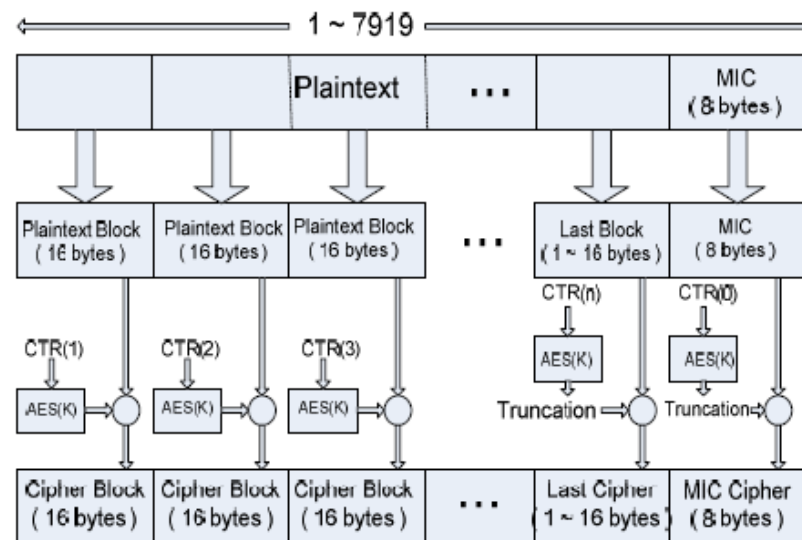 1 ~ 7919
Plaintext
...
MIC
( 8 bytes )
Plaintext Block
( 16 bytes )
Plaintext Block
( 16 bytes )
Plaintext Block
( 16 bytes )
...
Last Block
( 1 ~ 16 bytes )
MIC
( 8 bytes )
CTR(n)
CTR(0)
CTR(1)
CTR(2)
CTR(3)
AES(K)
AES(K)
AES(K)
AES(K)
AES(K)
Truncation
Truncation
Cipher Block
( 16 bytes )
Cipher Block
( 16 bytes )
Cipher Block
( 16 bytes )
...
Last Cipher
( 1 ~ 16 bytes )
MIC Cipher
( 8 bytes )